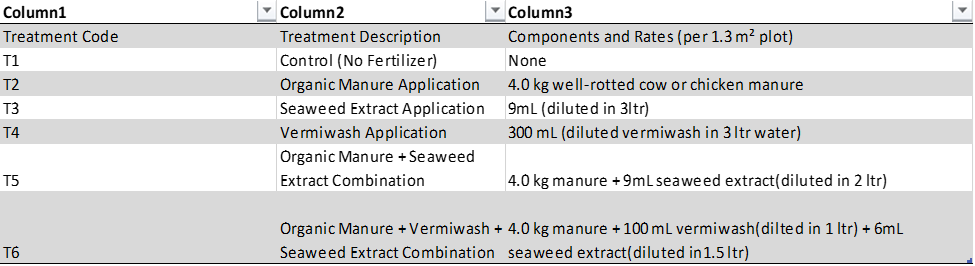 Column1 Column2 Column3
Treatment Code Treatment Description Components and Rates (per 1.3 m² plot)
T1 Control (No Fertilizer) None
T2 Organic Manure Application 4.0 kg well-rotted cow or chicken manure
T3 Seaweed Extract Application 9mL (diluted in 3ltr)
T4 Vermiwash Application 300 mL (diluted vermiwash in 3 ltr water)
Organic Manure + Seaweed
T5 Extract Combination 4.0 kg manure + 9mL seaweed extract(diluted in 2 ltr)
Organic Manure + Vermiwash + 4.0 kg manure + 100 mL vermiwash(dilted in 1 ltr) + 6mL
T6 Seaweed Extract Combination seaweed extract(diluted in1.5 ltr)